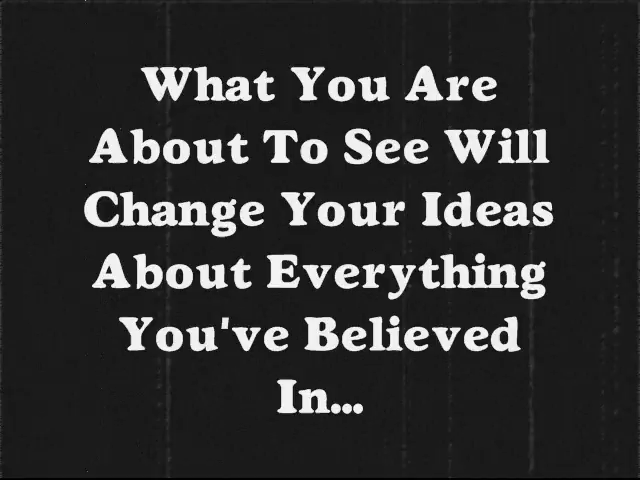 What You Are
About To See Will
Change Your Ideas
About Everything
You've Believed
In...